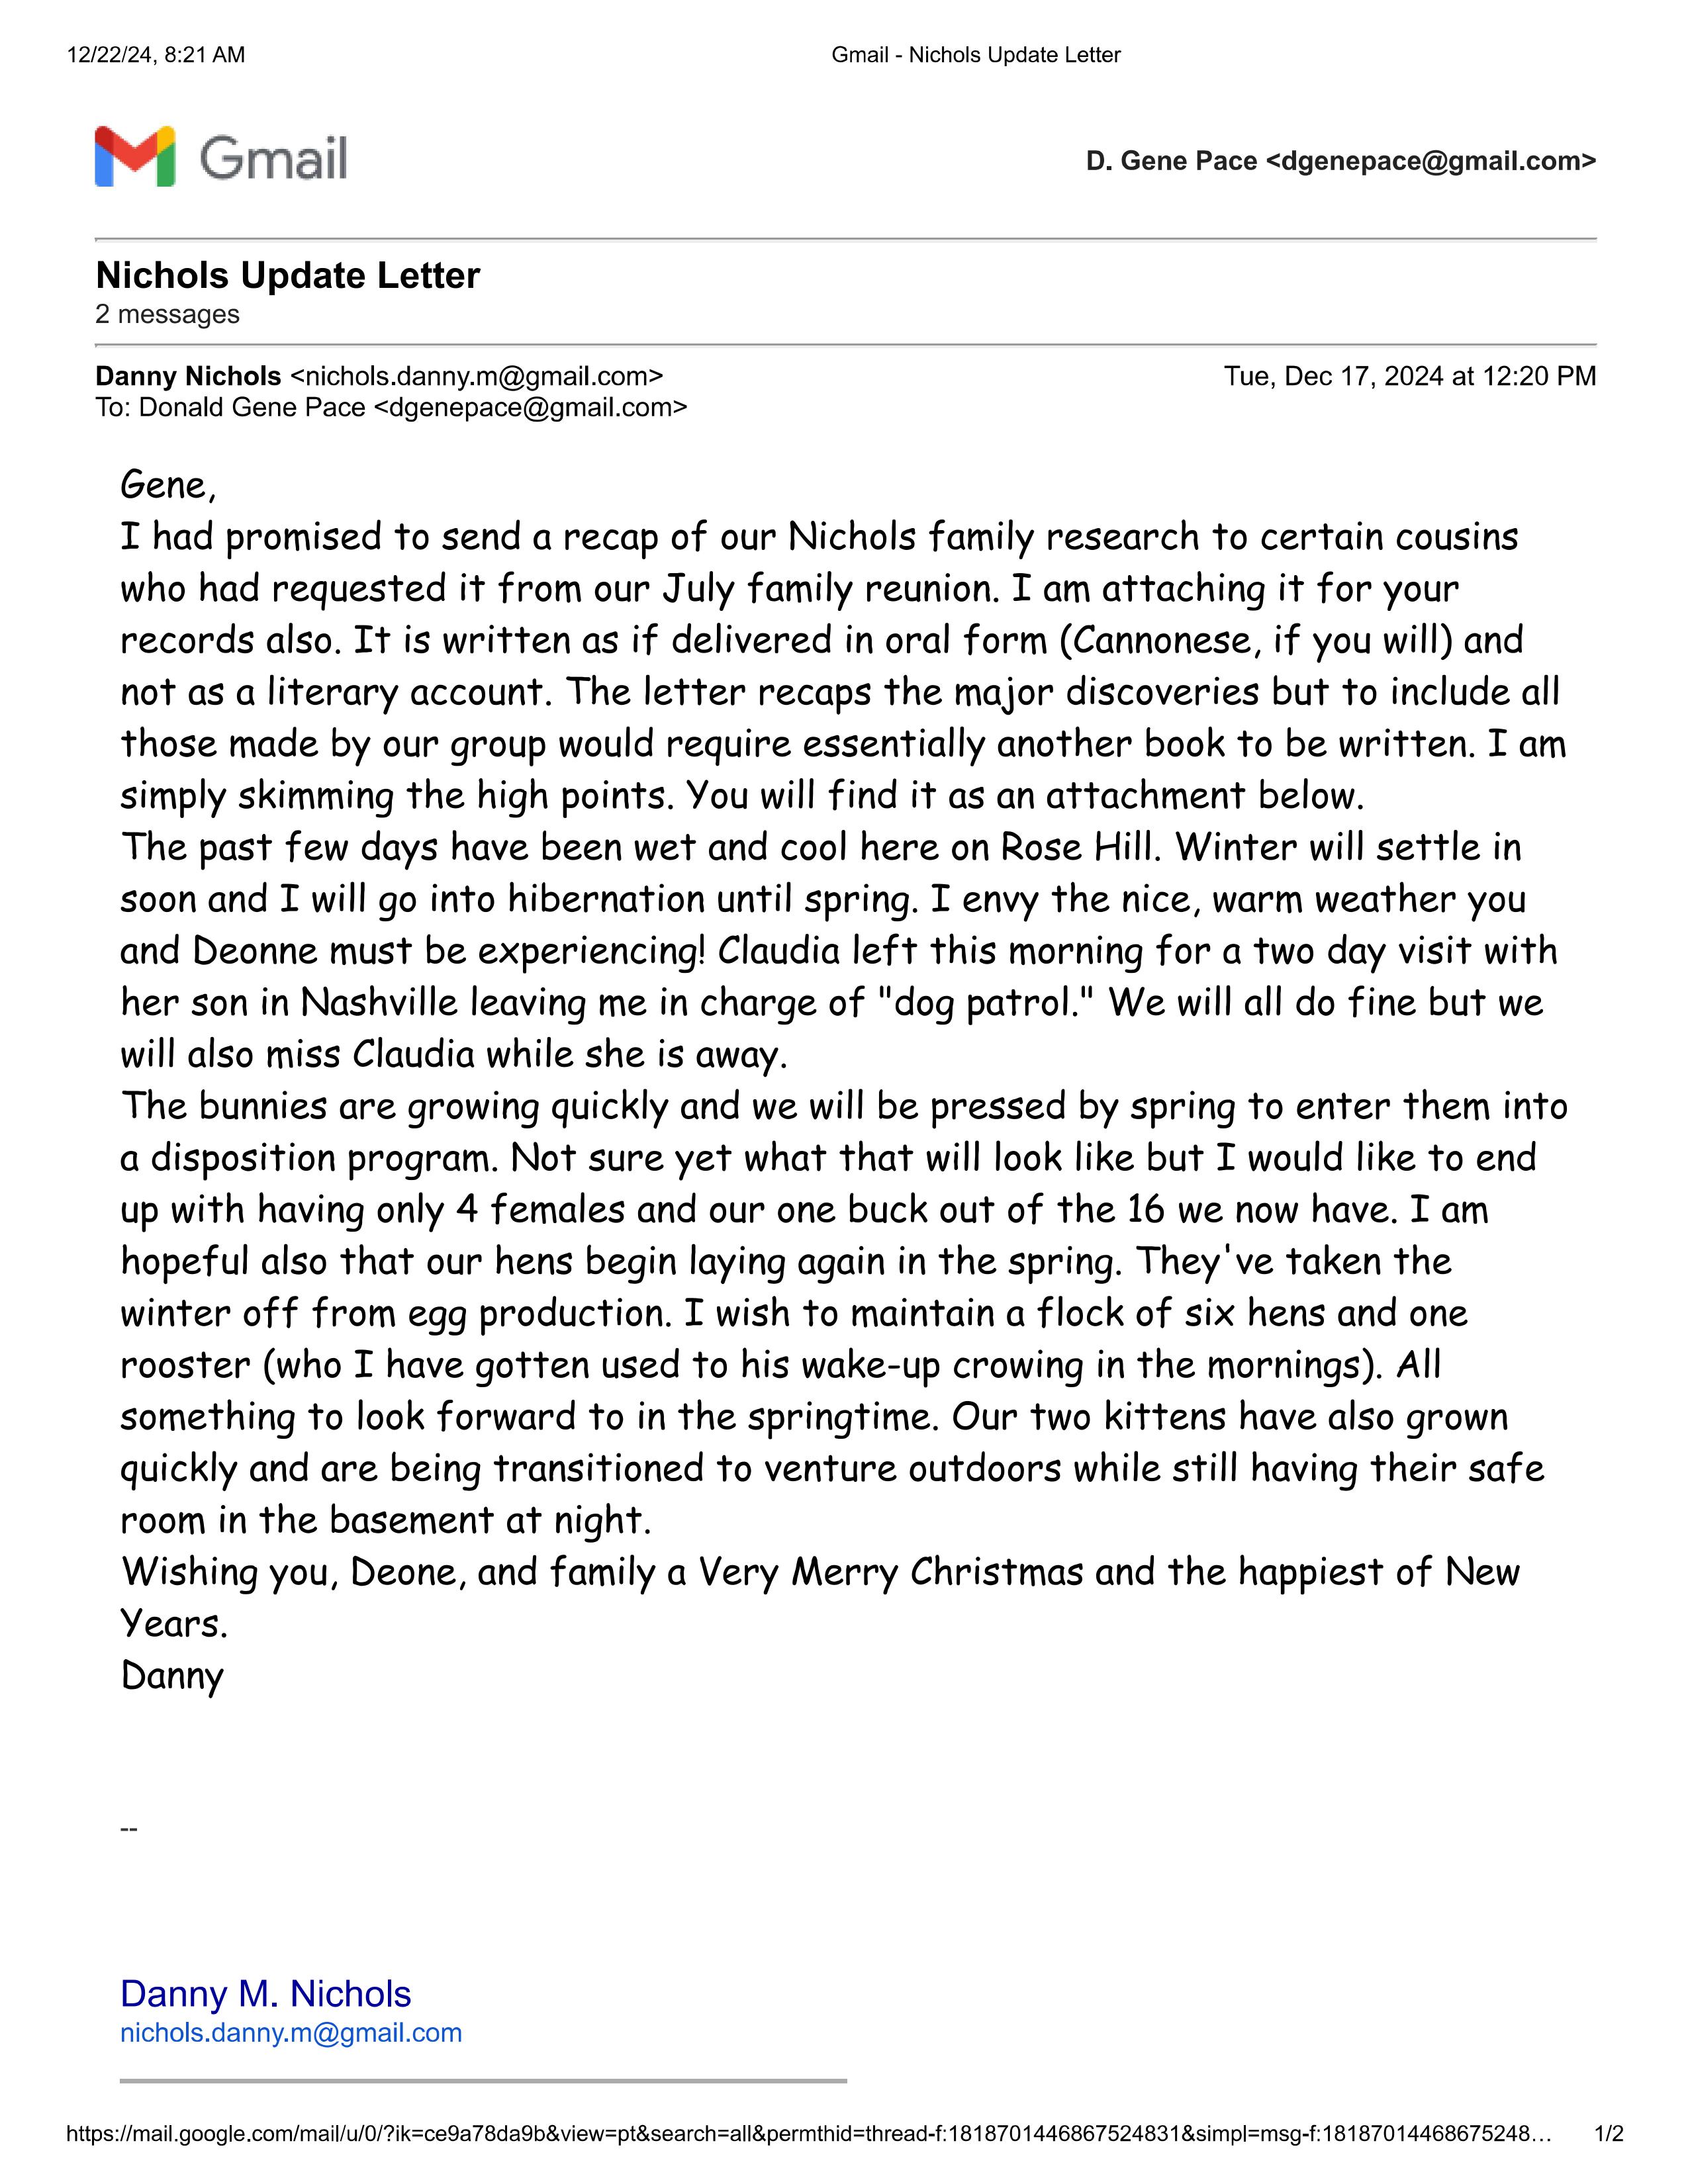 12/22/24, 8:21 AM Gmail - Nichols Update Letter
Gmail D. Gene Pace <dgenepace@gmail.com>
Nichols Update Letter
2 messages
Danny Nichols <nichols.danny.m@gmail.com> Tue, Dec 17, 2024 at 12:20 PM
To: Donald Gene Pace <dgenepace@gmail.com>
Gene,
I had promised to send a recap of our Nichols family research to certain cousins
who had requested it from our July family reunion. I am attaching it for your
records also. It is written as if delivered in oral form (Cannonese, if you will) and
not as a literary account. The letter recaps the major discoveries but to include all
those made by our group would require essentially another book to be written. I am
simply skimming the high points. You will find it as an attachment below.
The past few days have been wet and cool here on Rose Hill. Winter will settle in
soon and I will go into hibernation until spring. I envy the nice, warm weather you
and Deonne must be experiencing! Claudia left this morning for a two day visit with
her son in Nashville leaving me in charge of "dog patrol." We will all do fine but we
will also miss Claudia while she is away.
The bunnies are growing quickly and we will be pressed by spring to enter them into
a disposition program. Not sure yet what that will look like but I would like to end
up with having only 4 females and our one buck out of the 16 we now have. I am
hopeful also that our hens begin laying again in the spring. They've taken the
winter off from egg production. I wish to maintain a flock of six hens and one
rooster (who I have gotten used to his wake-up crowing in the mornings). All
something to look forward to in the springtime. Our two kittens have also grown
quickly and are being transitioned to venture outdoors while still having their safe
room in the basement at night.
Wishing you, Deone, and family a Very Merry Christmas and the happiest of New
Years.
Danny
--
Danny M. Nichols
nichols.danny.m@gmail.com
https://mail.google.com/mail/u/0/?ik=ce9a78da9b&view=pt&search=all&permthid=thread-f:1818701446867524831&simpl=msg-f:18187014468675248… 1/2